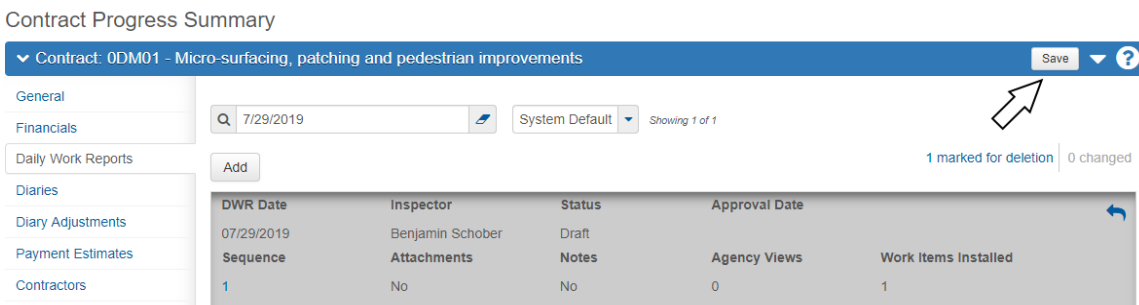 Contract Progress Summary
Contract: 0DM01 - Micro-surfacing, patching and pedestrian improvements Save ?
General
Financials
Daily Work Reports
Diaries
Diary Adjustments
Payment Estimates
Contractors
7/29/2019 System Default Showing 1 of 1
Add 1 marked for deletion 0 changed
DWR Date Inspector Status Approval Date
07/29/2019 Benjamin Schober Draft
Sequence Attachments Notes Agency Views Work Items Installed
1 No No 0 1